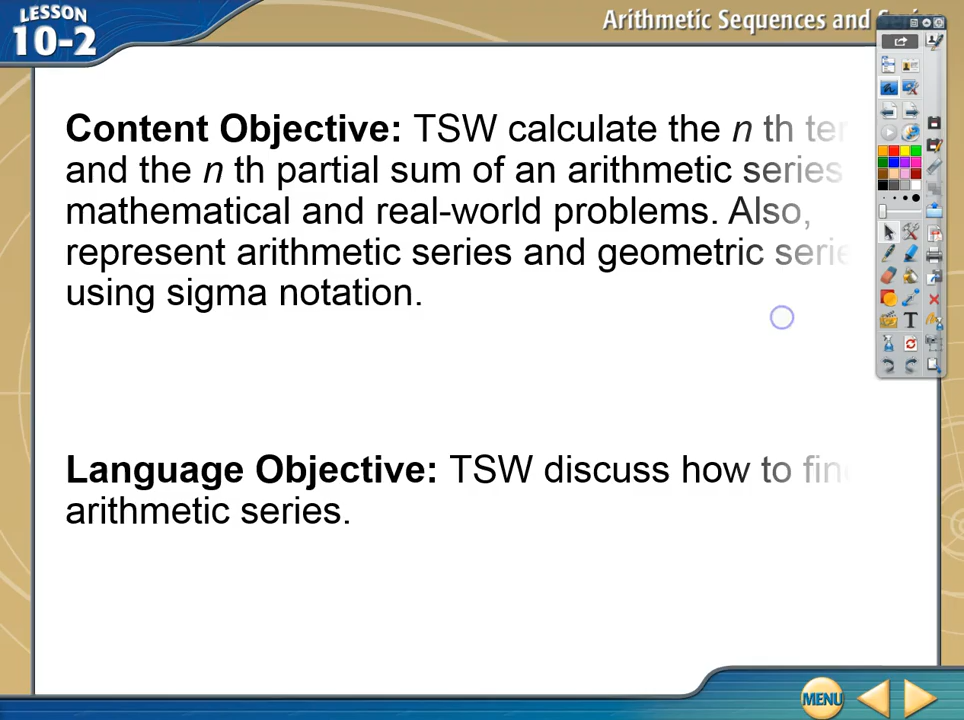 LESSON
10-2
Arithmetic Sequences and
Content Objective: TSW calculate the n th
and the n th partial sum of an arithmetic series
mathematical and real-world problems. Also,
represent arithmetic series and geometric
using sigma notation.
Language Objective: TSW discuss how to
arithmetic series.
T
MENU